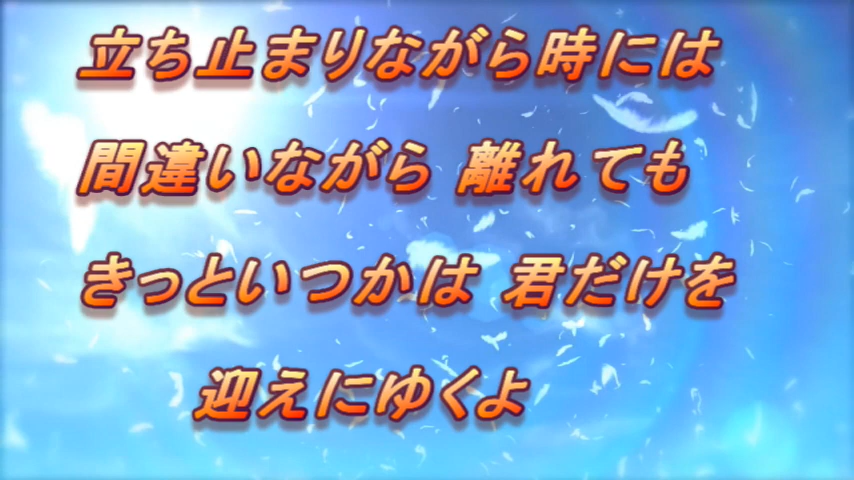 立ち止まりながら時には
間違いながら 離れても
きっといつかは 君だけを
迎えにゆくよ